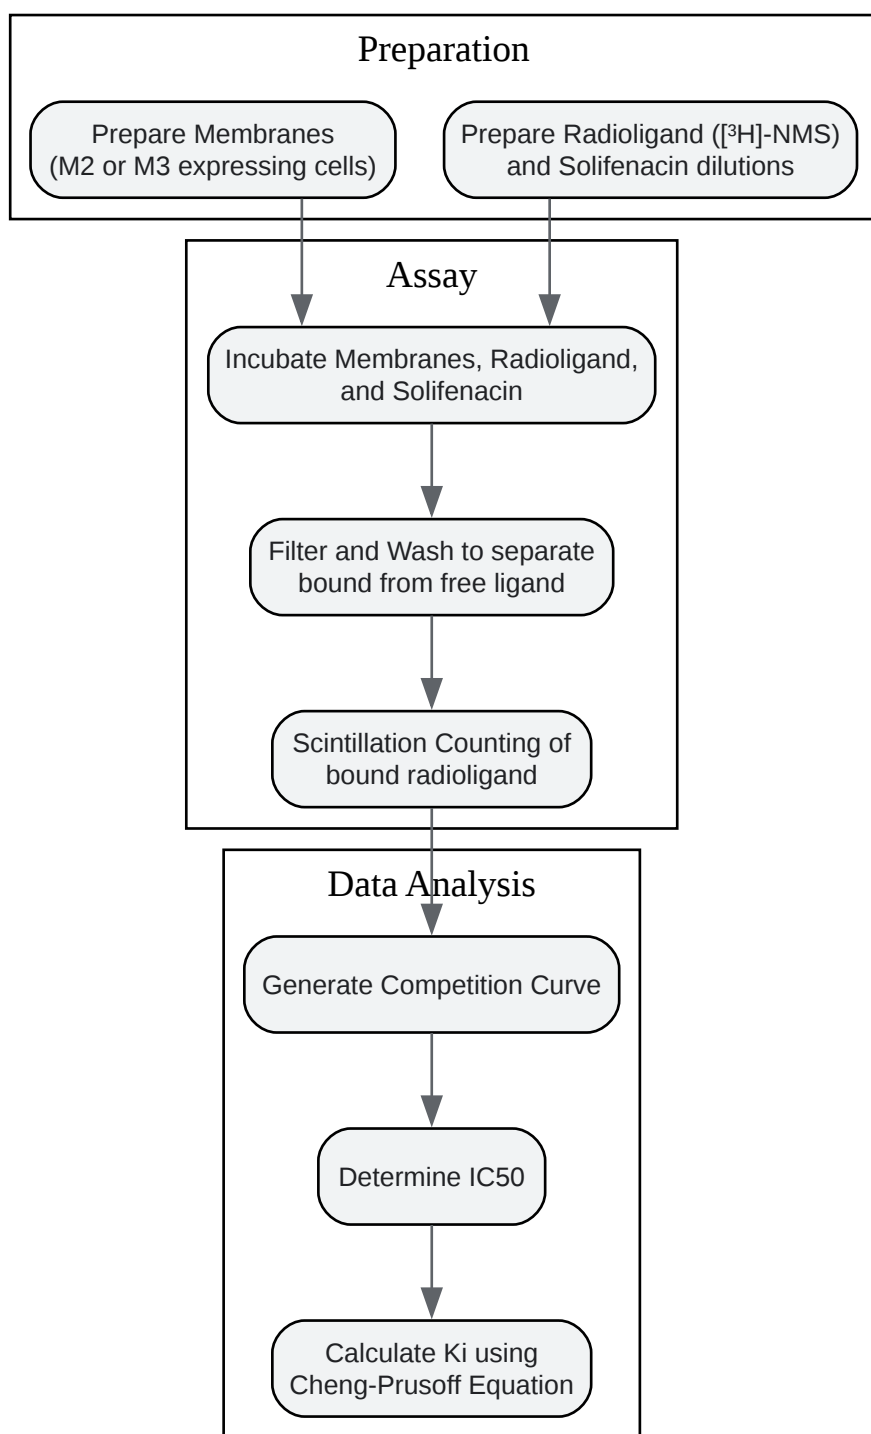 Preparation
Prepare Membranes
(M2 or M3 expressing cells)
Prepare Radioligand ([³H]-NMS)
and Solifenacin dilutions
Assay
Incubate Membranes, Radioligand,
and Solifenacin
Filter and Wash to separate
bound from free ligand
Scintillation Counting of
bound radioligand
Data Analysis
Generate Competition Curve
Determine IC50
Calculate Ki using
Cheng-Prusoff Equation